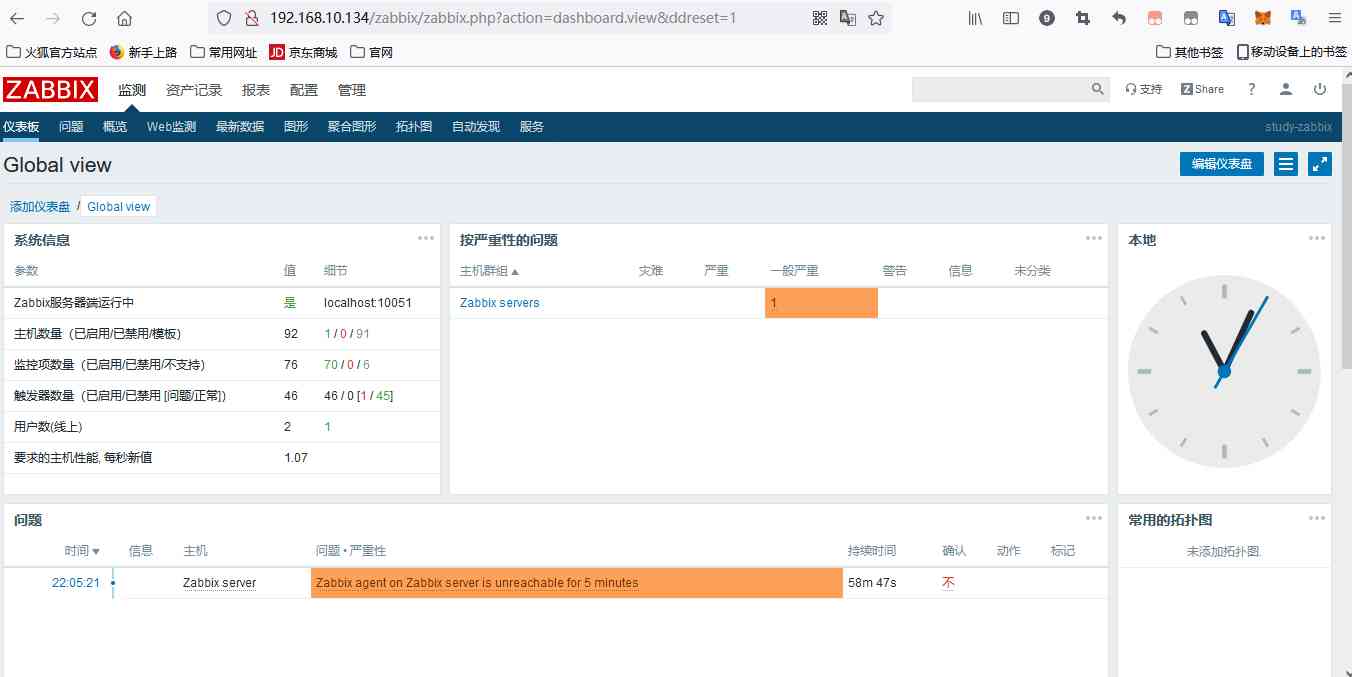 192.168.10.134/zabbix/zabbix.php?action=dashboard.view&ddreset=1
9
火狐官方站点 新手上路 常用网址 JD 京东商城 官网 其他书签 移动设备上的书签
ZABBIX 监测 资产记录 报表 配置 管理 支持 Z Share ?
仪表板 问题 概览 Web监测 最新数据 图形 聚合图形 拓扑图 自动发现 服务 study-zabbix
Global view 编辑仪表盘
添加仪表盘 / Global view
系统信息
参数 值 细节
Zabbix服务器端运行中 是 localhost:10051
主机数量（已启用/已禁用/模板） 92 1 / 0 / 91
监控项数量（已启用/已禁用/不支持） 76 70 / 0 / 6
触发器数量（已启用/已禁用 [问题/正常]） 46 46 / 0 [1 / 45]
用户数(线上) 2 1
要求的主机性能, 每秒新值 1.07
按严重性的问题
主机群组 ▲ 灾难 严重 一般严重 警告 信息 未分类
Zabbix servers 1
本地
问题
时间 ▼ 信息 主机 问题 • 严重性 持续时间 确认 动作 标记
22:05:21 Zabbix server Zabbix agent on Zabbix server is unreachable for 5 minutes 58m 47s 不
常用的拓扑图
未添加拓扑图.